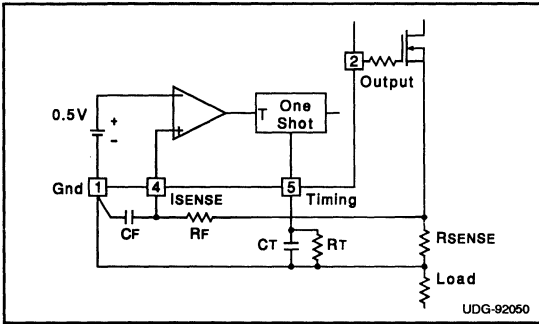 2
Output
One
Shot
T
0.5V
+
-
-
+
Gnd
1
4
5
ISENSE
Timing
CF
RF
CT
RT
RSENSE
Load
UDG-92050